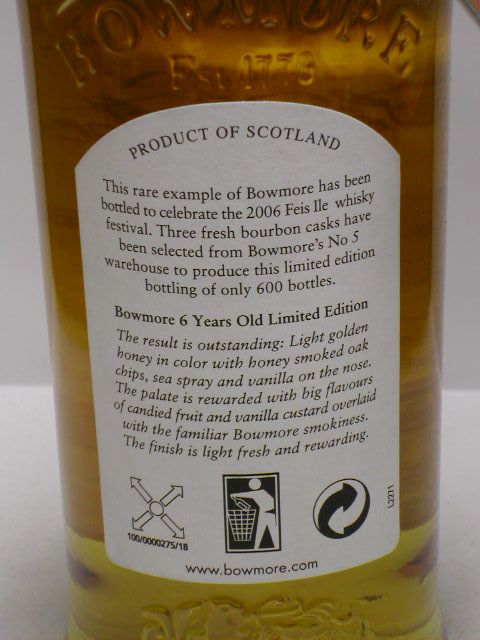 BOWMORE
Est. 1779
PRODUCT OF SCOTLAND
This rare example of Bowmore has been
bottled to celebrate the 2006 Feis Ile whisky
festival. Three fresh bourbon casks have
been selected from Bowmore's No 5
warehouse to produce this limited edition
bottling of only 600 bottles.
Bowmore 6 Years Old Limited Edition
The result is outstanding: Light golden
honey in color with honey smoked oak
chips, sea spray and vanilla on the nose.
The palate is rewarded with big flavours
of candied fruit and vanilla custard overlaid
with the familiar Bowmore smokiness.
The finish is light fresh and rewarding.
100/0000275/18
L2271
www.bowmore.com